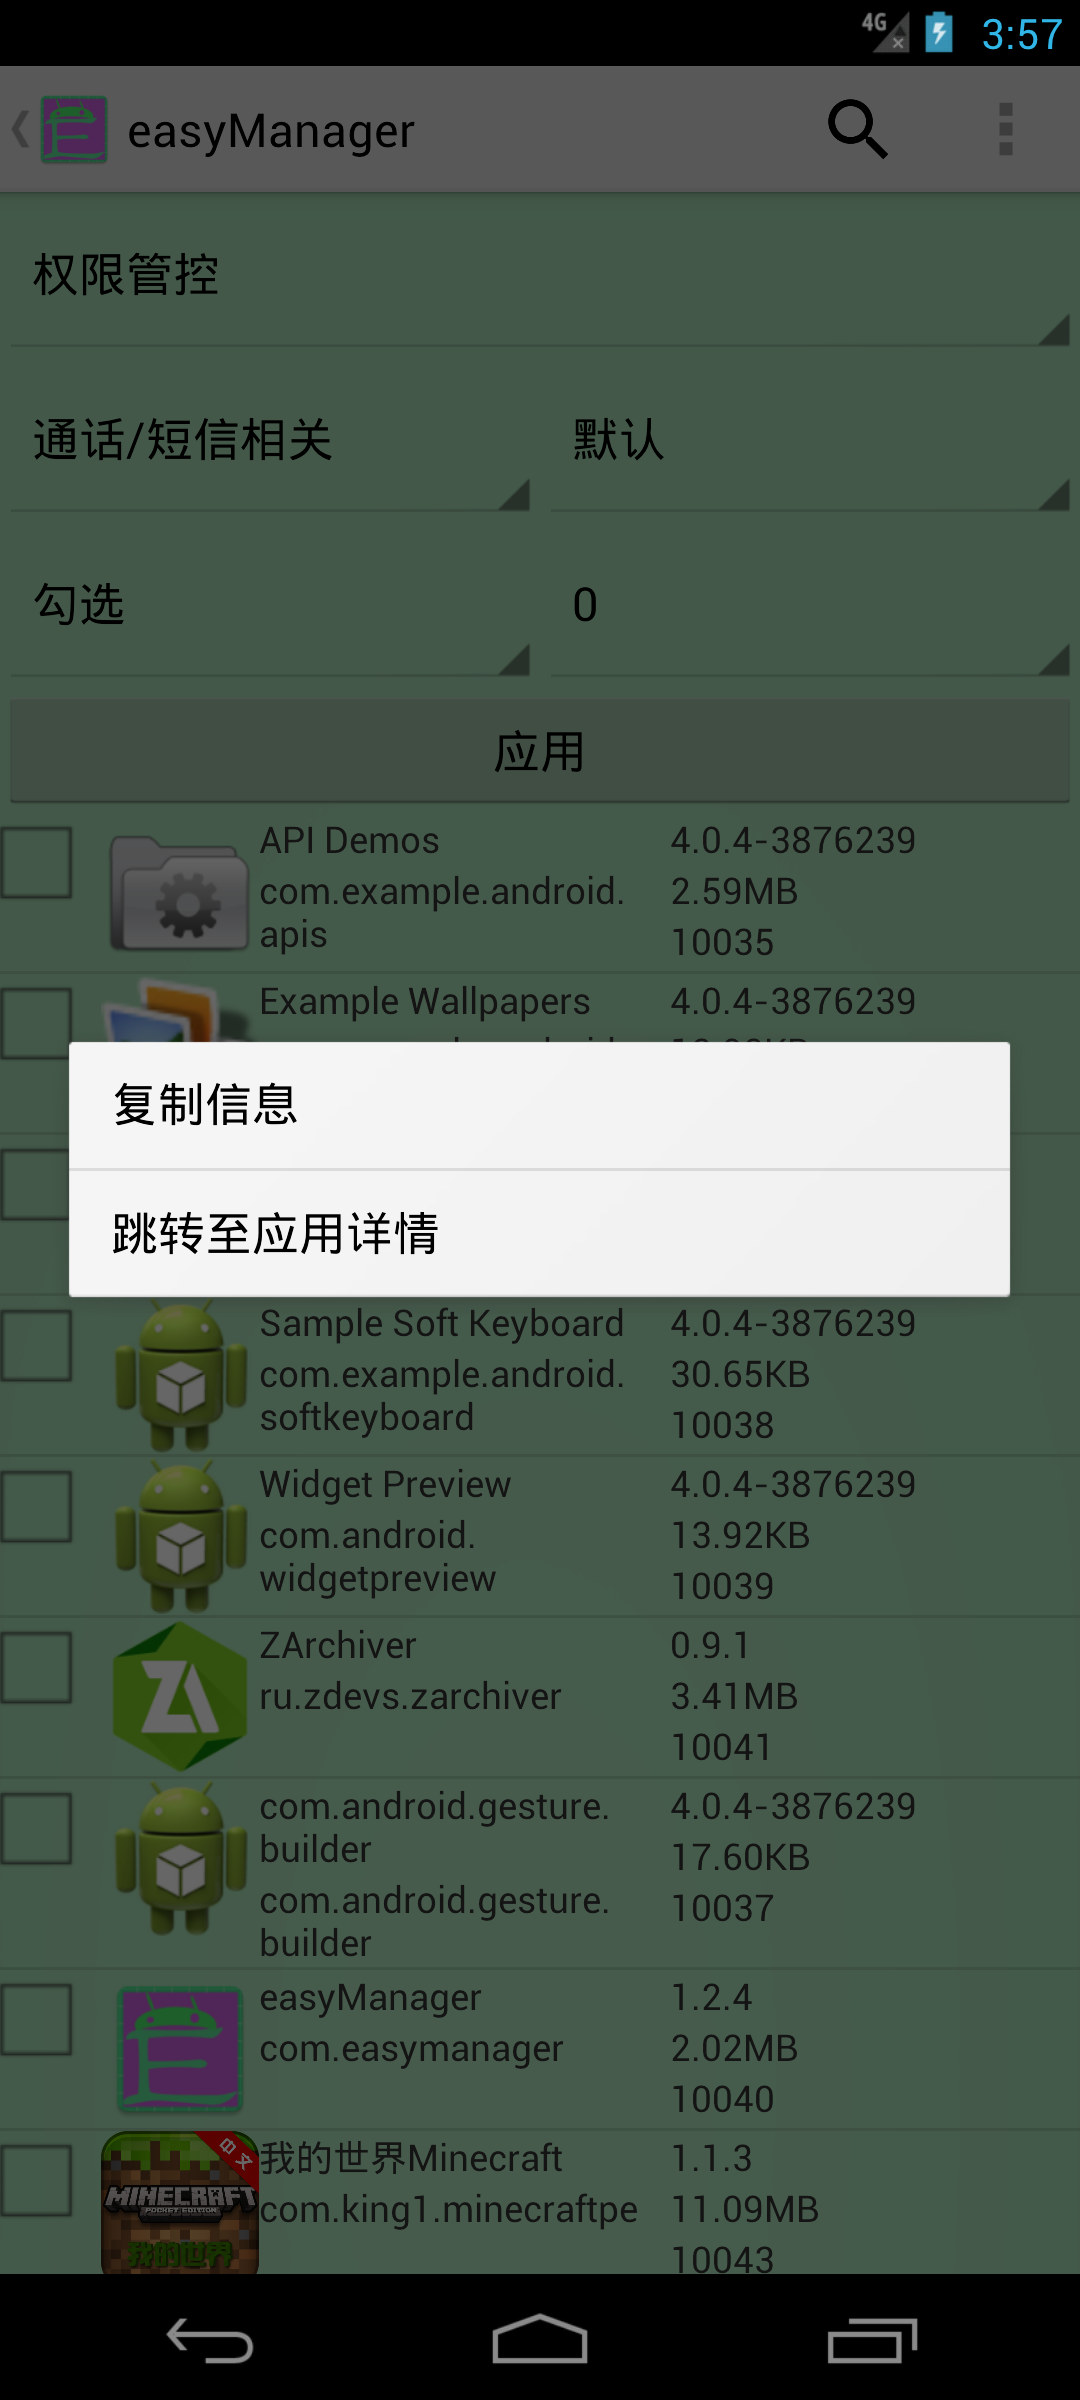 4G 3:57
easyManager
权限管控
通话/短信相关 默认
勾选 0
应用
API Demos 4.0.4-3876239
com.example.android. 2.59MB
apis 10035
Example Wallpapers 4.0.4-3876239
复制信息
跳转至应用详情
Sample Soft Keyboard 4.0.4-3876239
com.example.android. 30.65KB
softkeyboard 10038
Widget Preview 4.0.4-3876239
com.android. 13.92KB
widgetpreview 10039
ZArchiver 0.9.1
ru.zdevs.zarchiver 3.41MB
10041
com.android.gesture. 4.0.4-3876239
builder 17.60KB
com.android.gesture. 10037
builder
easyManager 1.2.4
com.easymanager 2.02MB
10040
中文
MINECRAFT
POCKET EDITION
我的世界
我的世界Minecraft 1.1.3
com.king1.minecraftpe 11.09MB
10043